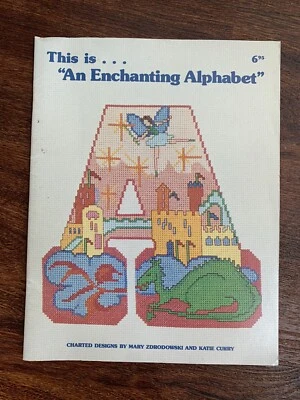 This is . . .
6⁹⁵
"An Enchanting Alphabet"
CHARTED DESIGNS BY MARY ZDRODOWSKI AND KATIE CURRY